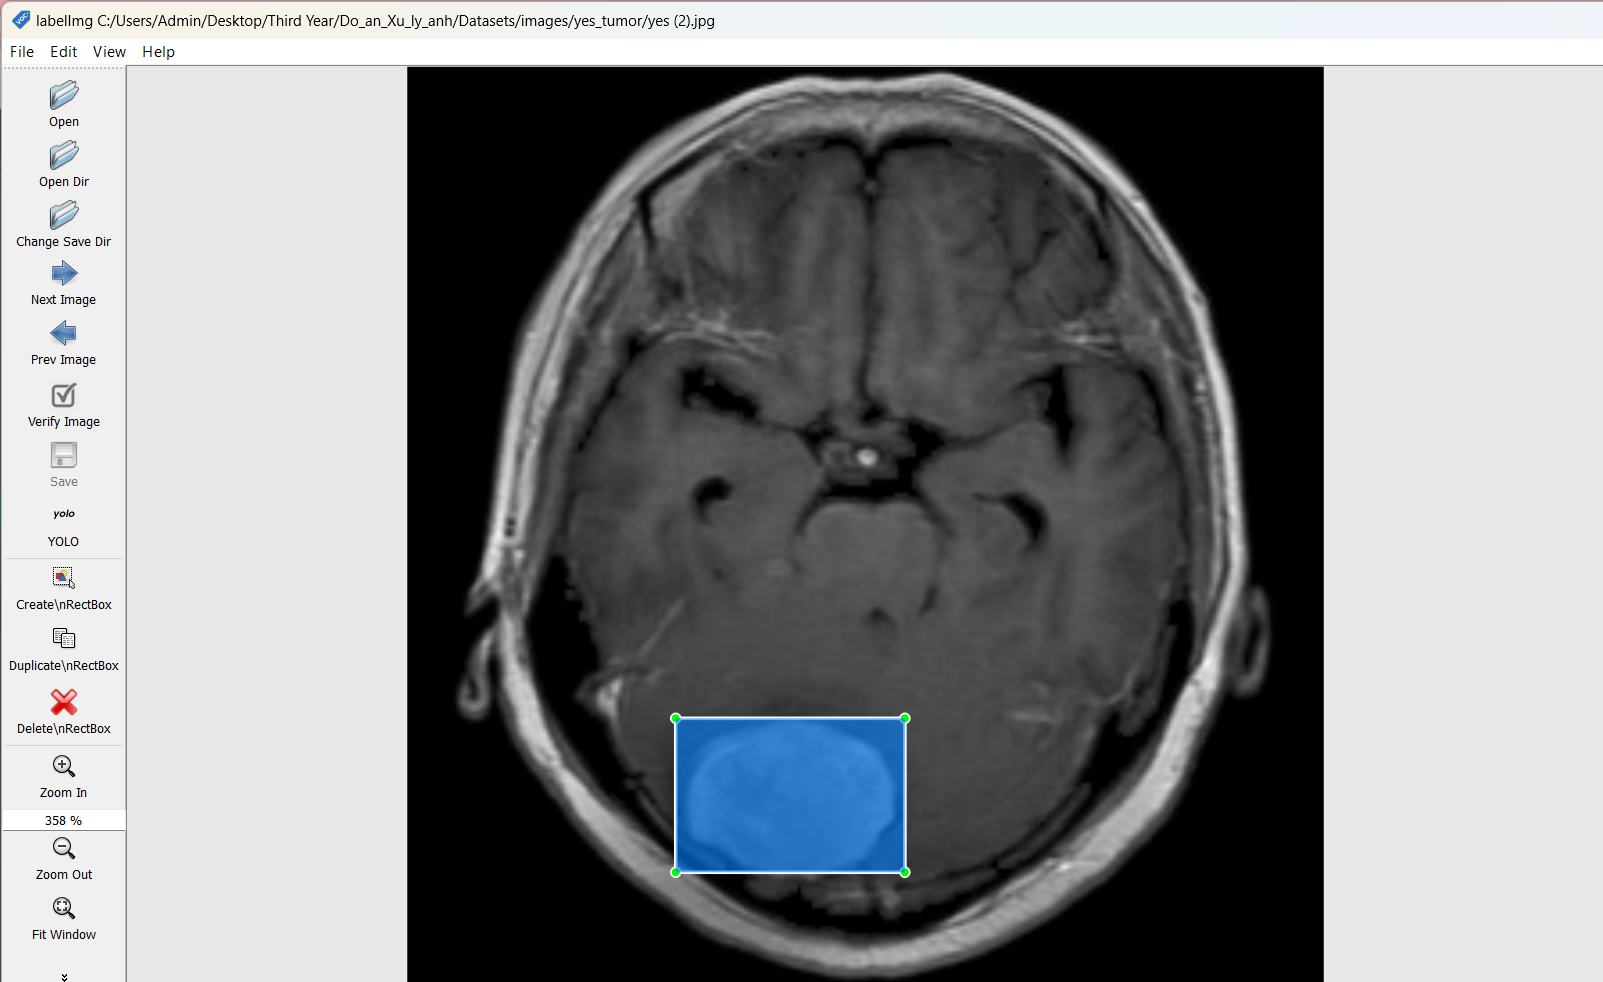 labelImg C:/Users/Admin/Desktop/Third Year/Do_an_Xu_ly_anh/Datasets/images/yes_tumor/yes (2).jpg
File Edit View Help
Open
Open Dir
Change Save Dir
Next Image
Prev Image
Verify Image
Save
yolo
YOLO
Create\nRectBox
Duplicate\nRectBox
Delete\nRectBox
Zoom In
358 %
Zoom Out
Fit Window